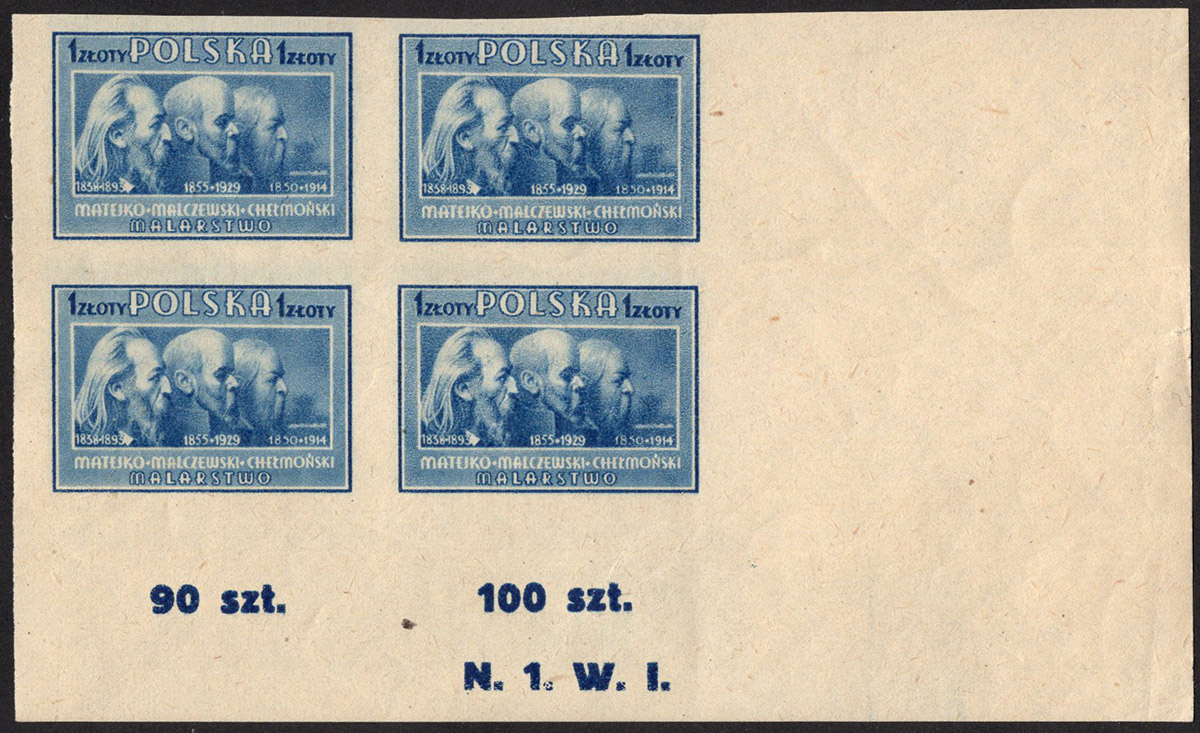 1 ZŁOTY POLSKA 1 ZŁOTY
1838-1893 1855•1929 1850•1914
MATEJKO•MALCZEWSKI•CHEŁMOŃSKI
MALARSTWO
1 ZŁOTY POLSKA 1 ZŁOTY
1838-1893 1855•1929 1850•1914
MATEJKO•MALCZEWSKI•CHEŁMOŃSKI
MALARSTWO
1 ZŁOTY POLSKA 1 ZŁOTY
1838-1893 1855•1929 1850•1914
MATEJKO•MALCZEWSKI•CHEŁMOŃSKI
MALARSTWO
1 ZŁOTY POLSKA 1 ZŁOTY
1838-1893 1855•1929 1850•1914
MATEJKO•MALCZEWSKI•CHEŁMOŃSKI
MALARSTWO
90 szt. 100 szt.
N. 1. W. I.